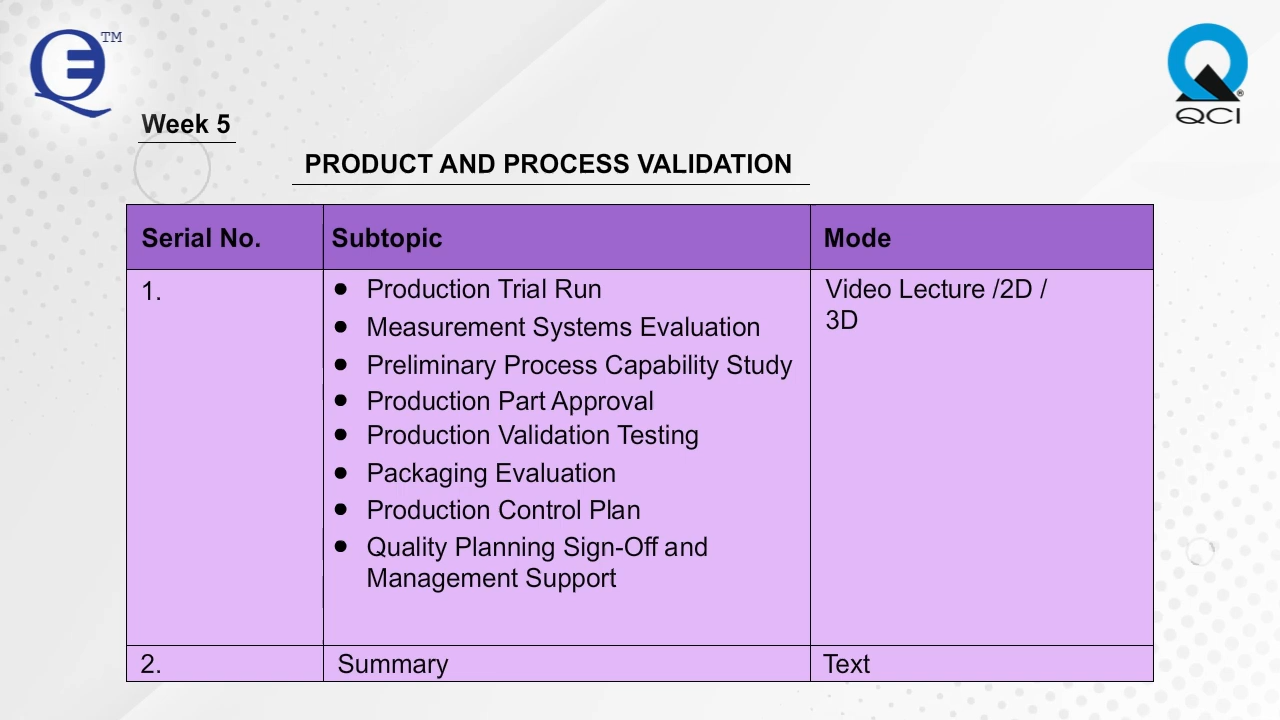 TM
QCI
Week 5
PRODUCT AND PROCESS VALIDATION
Serial No. Subtopic Mode
1.
● Production Trial Run
Video Lecture /2D /
3D
● Measurement Systems Evaluation
● Preliminary Process Capability Study
● Production Part Approval
● Production Validation Testing
● Packaging Evaluation
● Production Control Plan
● Quality Planning Sign-Off and
Management Support
2. Summary Text